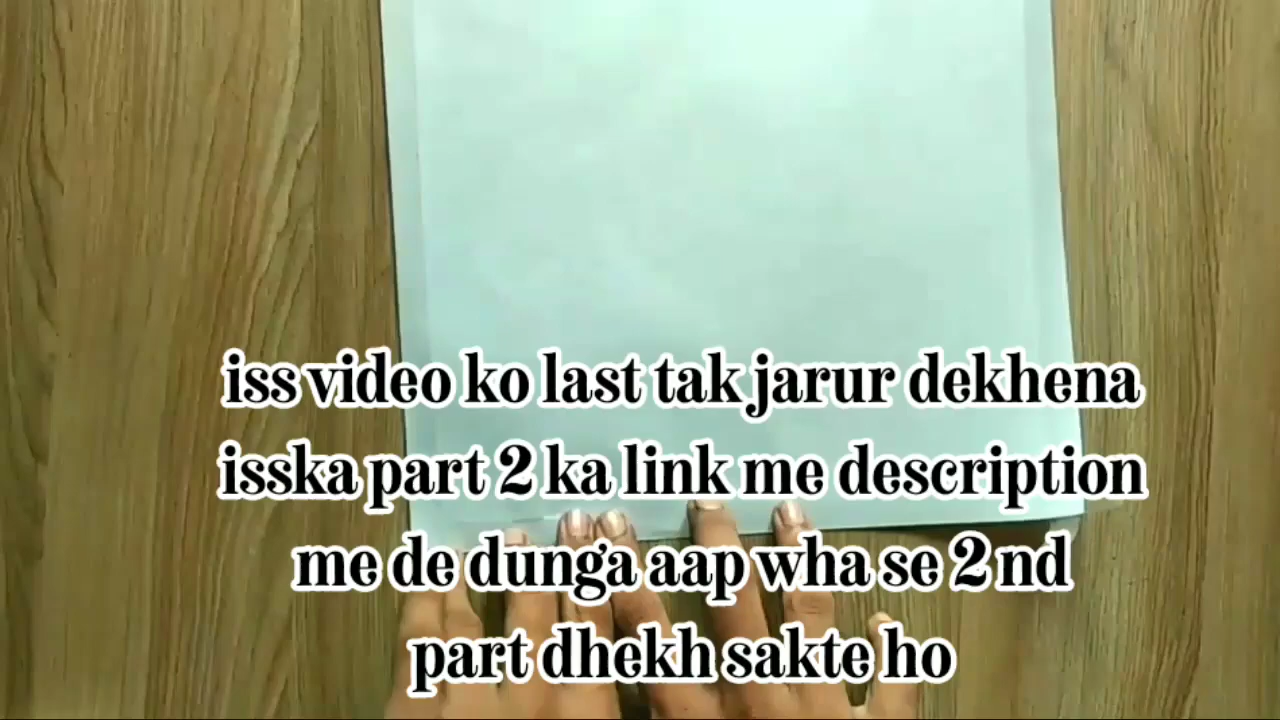 iss video ko last tak jarur dekhena
isska part 2 ka link me description
me de dunga aap wha se 2 nd
part dhekh sakte ho